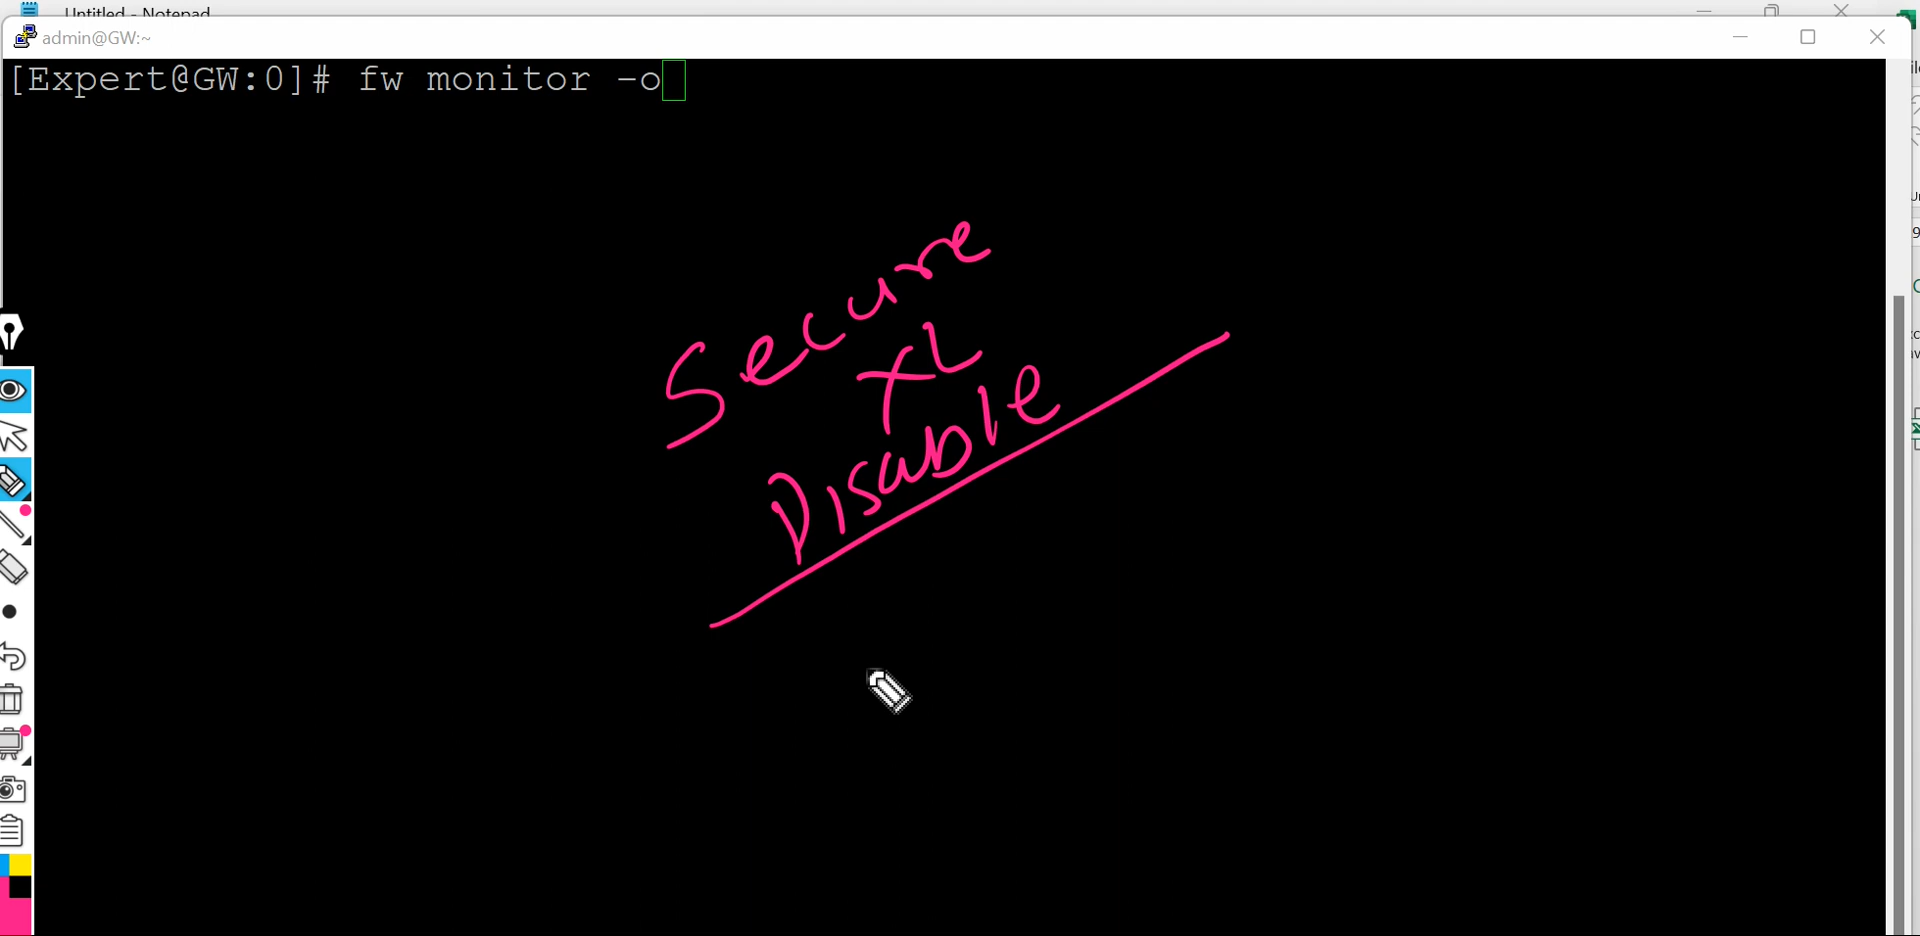 Untitled - Notepad
admin@GW:~
[Expert@GW:0]# fw monitor -o
Secure
XL
Disable